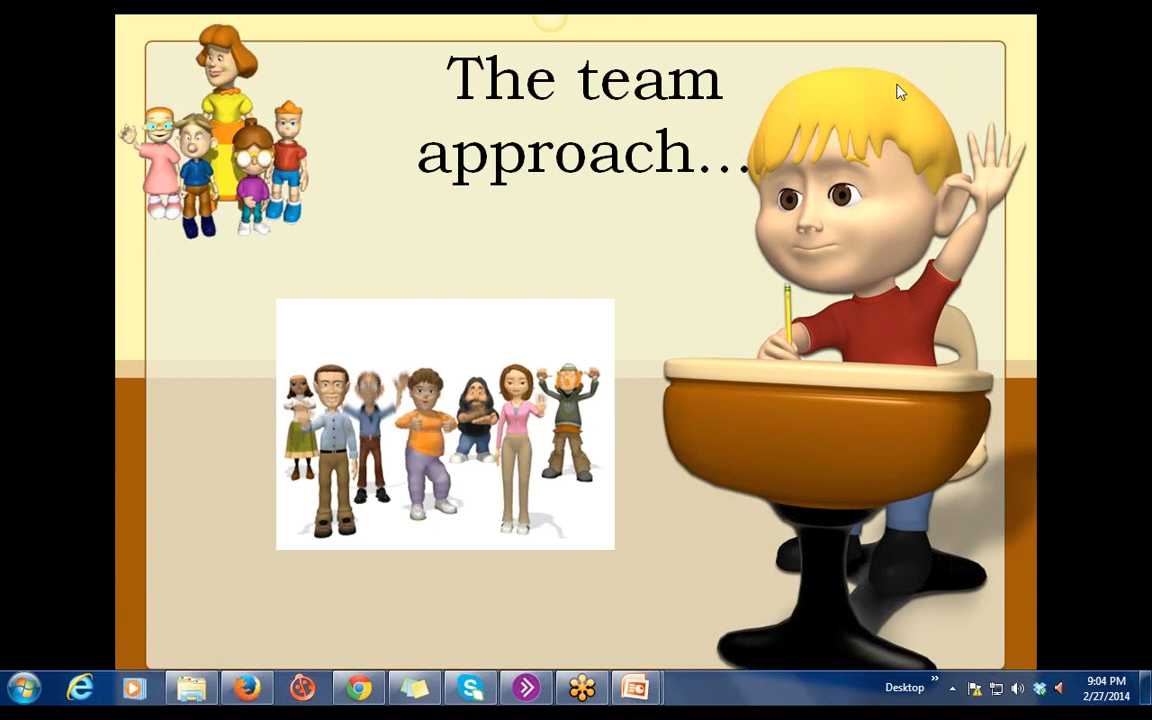 The team
approach...
Desktop
»
9:04 PM
2/27/2014